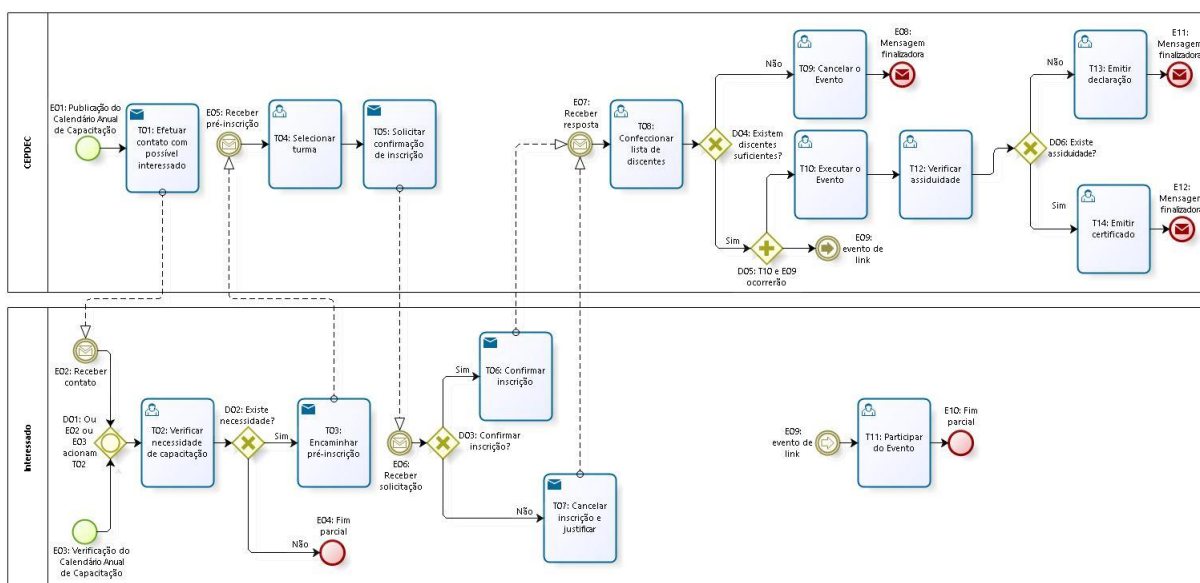 CEPDEC
E01: Publicação do
Calendário Anual
de Capacitação
T01: Efetuar
contato com
possível
interessado
E05: Receber
pré-inscrição
T04: Selecionar
turma
T05: Solicitar
confirmação
de inscrição
E07:
Receber
resposta
T08:
Confeccionar
lista de
discentes
D04: Existem
discentes
suficientes?
Não
T09: Cancelar o
Evento
E08:
Mensagem
finalizadora
Sim
D05: T10 e E09
ocorrerão
E09:
evento de
link
T10: Executar o
Evento
T12: Verificar
assiduidade
D06: Existe
assiduidade?
Não
T13: Emitir
declaração
E11:
Mensagem
finalizadora
Sim
T14: Emitir
certificado
E12:
Mensagem
finalizadora
Interessado
E02: Receber
contato
D01: Ou
E02 ou
E03
acionam
T02
E03: Verificação do
Calendário Anual
de Capacitação
T02: Verificar
necessidade
de capacitação
D02: Existe
necessidade?
Sim
T03:
Encaminhar
pré-inscrição
Não
E04: Fim
parcial
E06:
Receber
solicitação
D03: Confirmar
inscrição?
Sim
T06: Confirmar
inscrição
Não
T07: Cancelar
inscrição e
justificar
E09:
evento de
link
T11: Participar
do Evento
E10: Fim
parcial